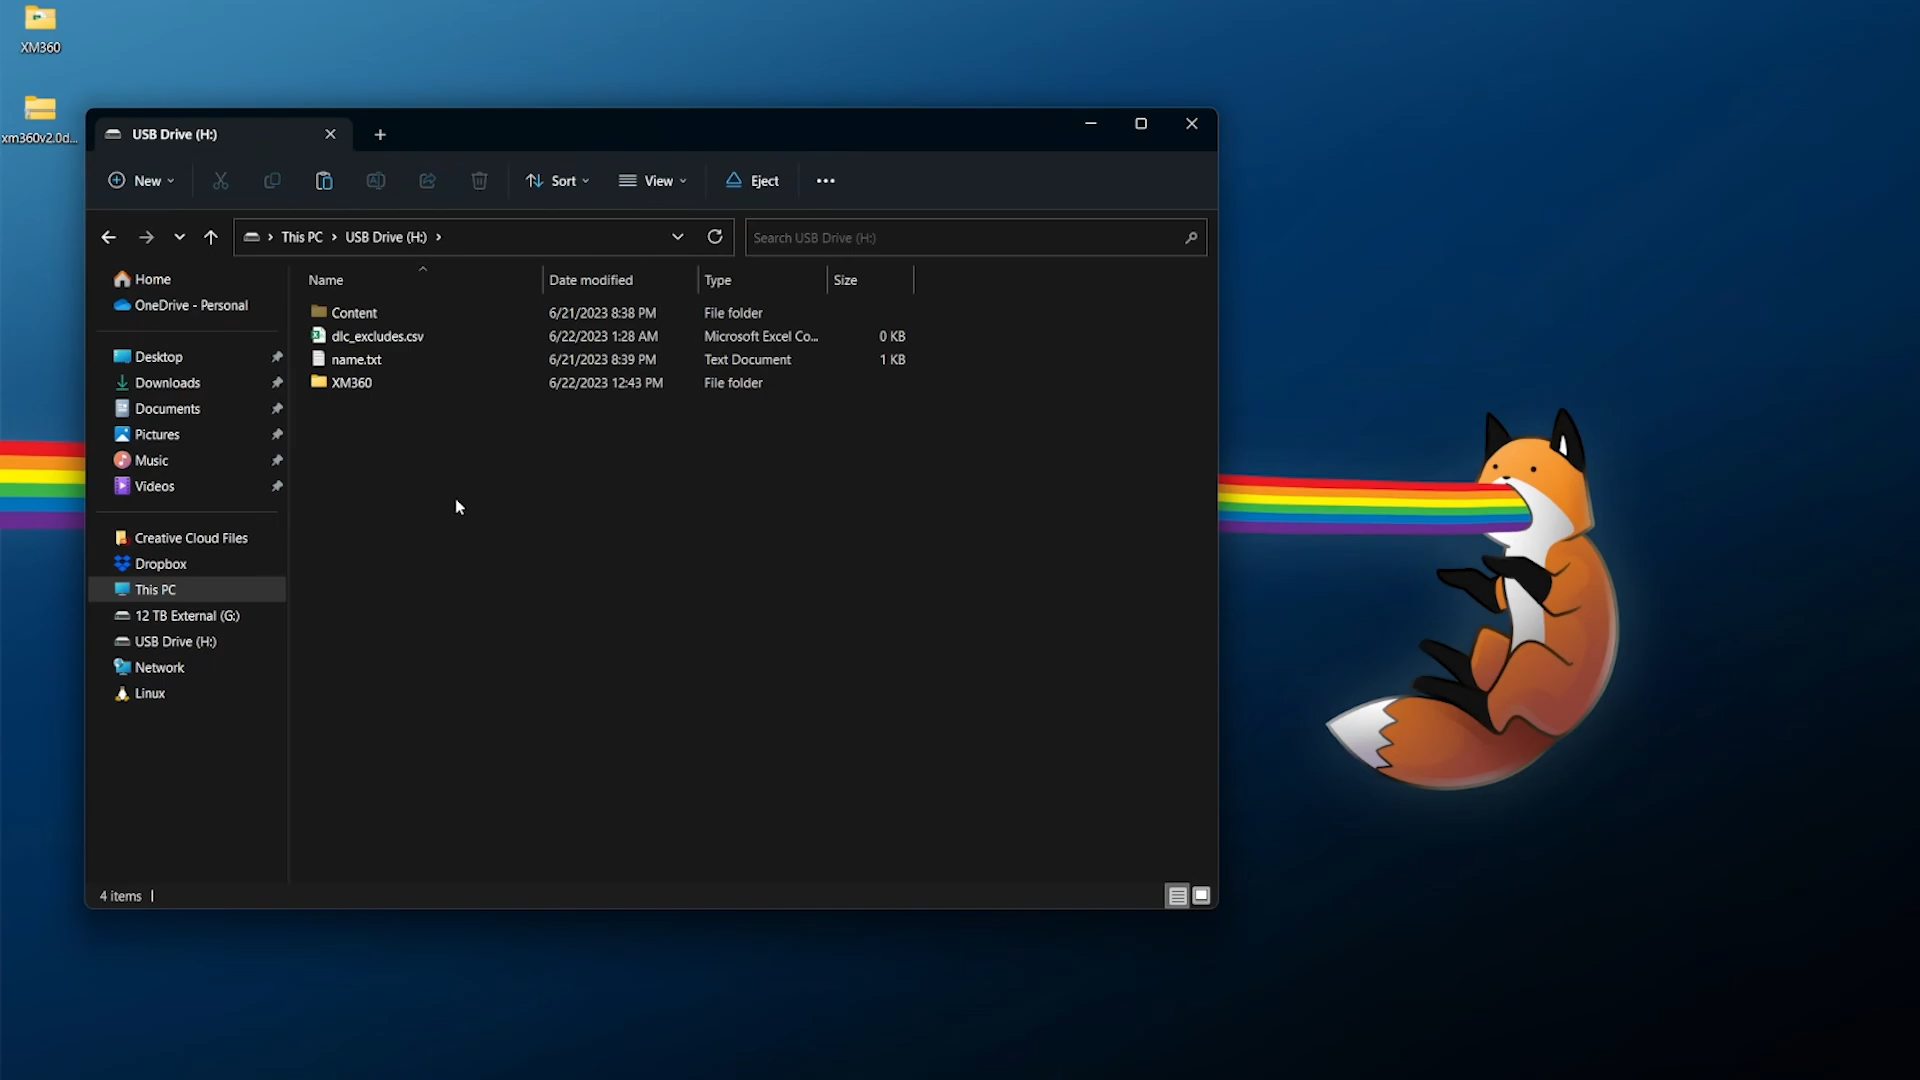 XM360
xm360v2.0d...
USB Drive (H:)
New
Sort
View
Eject
This PC
USB Drive (H:)
Search USB Drive (H:)
Name
Date modified
Type
Size
Content
6/21/2023 8:38 PM
File folder
dlc_excludes.csv
6/22/2023 1:28 AM
Microsoft Excel Co...
0 KB
name.txt
6/21/2023 8:39 PM
Text Document
1 KB
XM360
6/22/2023 12:43 PM
File folder
Home
OneDrive - Personal
Desktop
Downloads
Documents
Pictures
Music
Videos
Creative Cloud Files
Dropbox
This PC
12 TB External (G:)
USB Drive (H:)
Network
Linux
4 items